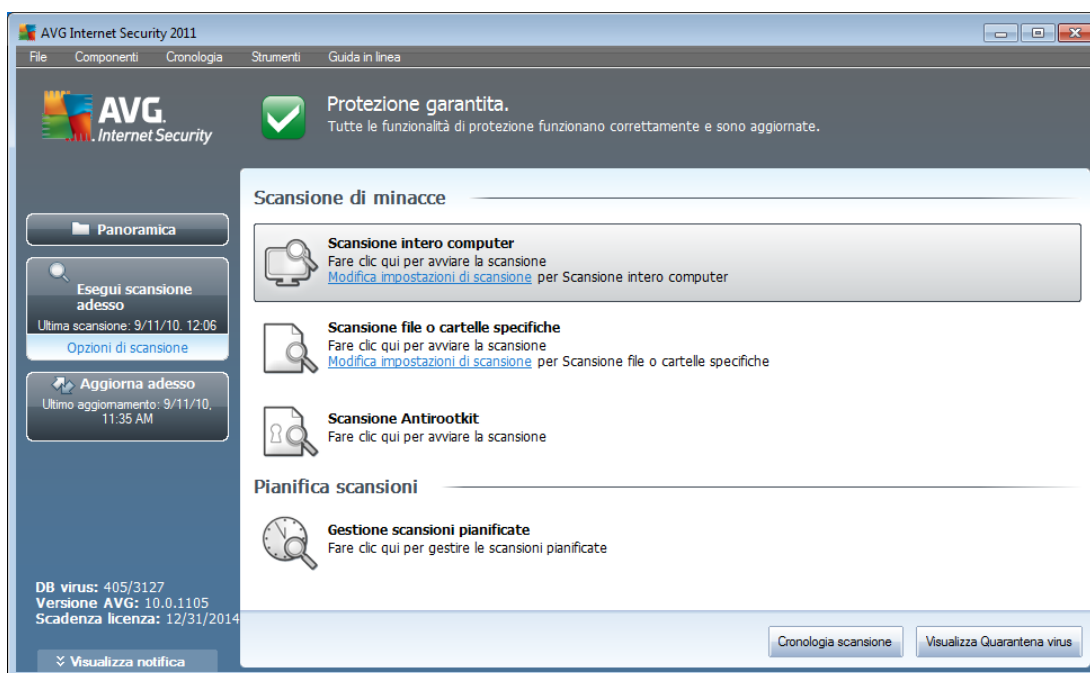 AVG Internet Security 2011
File Componenti Cronologia Strumenti Guida in linea
AVG.
Internet Security
Protezione garantita.
Tutte le funzionalità di protezione funzionano correttamente e sono aggiornate.
Panoramica
Esegui scansione
adesso
Ultima scansione: 9/11/10. 12:06
Opzioni di scansione
Aggiorna adesso
Ultimo aggiornamento: 9/11/10,
11:35 AM
DB virus: 405/3127
Versione AVG: 10.0.1105
Scadenza licenza: 12/31/2014
Visualizza notifica
Scansione di minacce
Scansione intero computer
Fare clic qui per avviare la scansione
Modifica impostazioni di scansione per Scansione intero computer
Scansione file o cartelle specifiche
Fare clic qui per avviare la scansione
Modifica impostazioni di scansione per Scansione file o cartelle specifiche
Scansione Antirootkit
Fare clic qui per avviare la scansione
Pianifica scansioni
Gestione scansioni pianificate
Fare clic qui per gestire le scansioni pianificate
Cronologia scansione
Visualizza Quarantena virus